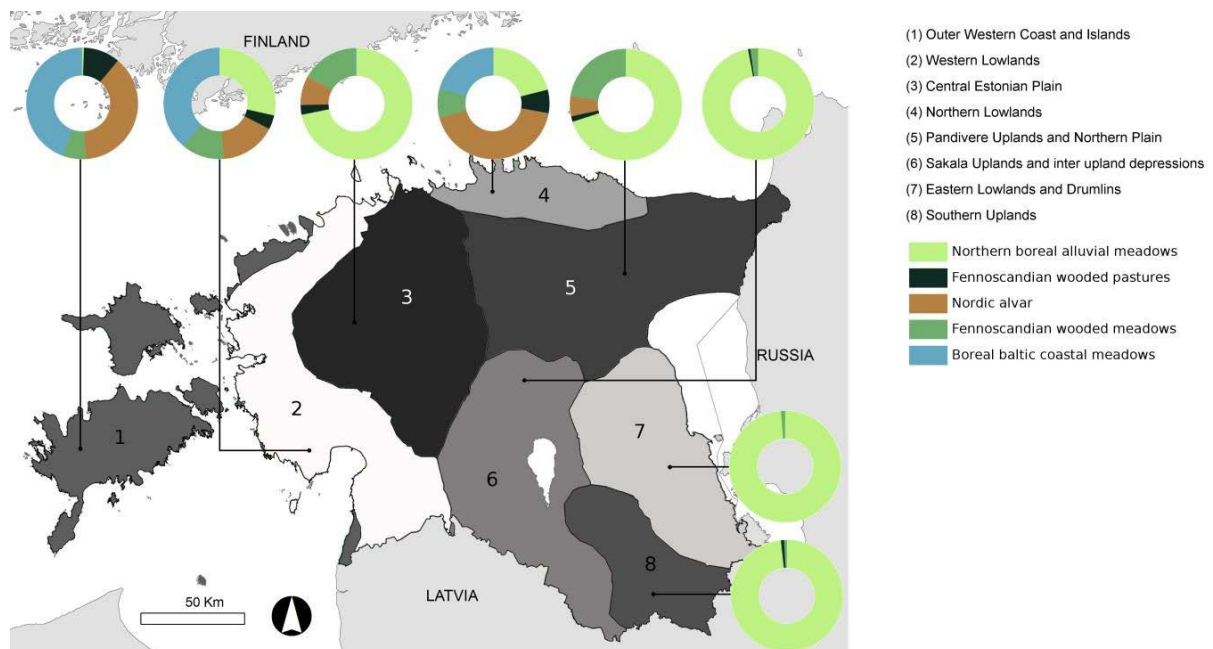 FINLAND
4
3
5
RUSSIA
2
1
7
6
8
50 Km
LATVIA
(1) Outer Western Coast and Islands
(2) Western Lowlands
(3) Central Estonian Plain
(4) Northern Lowlands
(5) Pandivere Uplands and Northern Plain
(6) Sakala Uplands and inter upland depressions
(7) Eastern Lowlands and Drumlins
(8) Southern Uplands
Northern boreal alluvial meadows
Fennoscandian wooded pastures
Nordic alvar
Fennoscandian wooded meadows
Boreal baltic coastal meadows